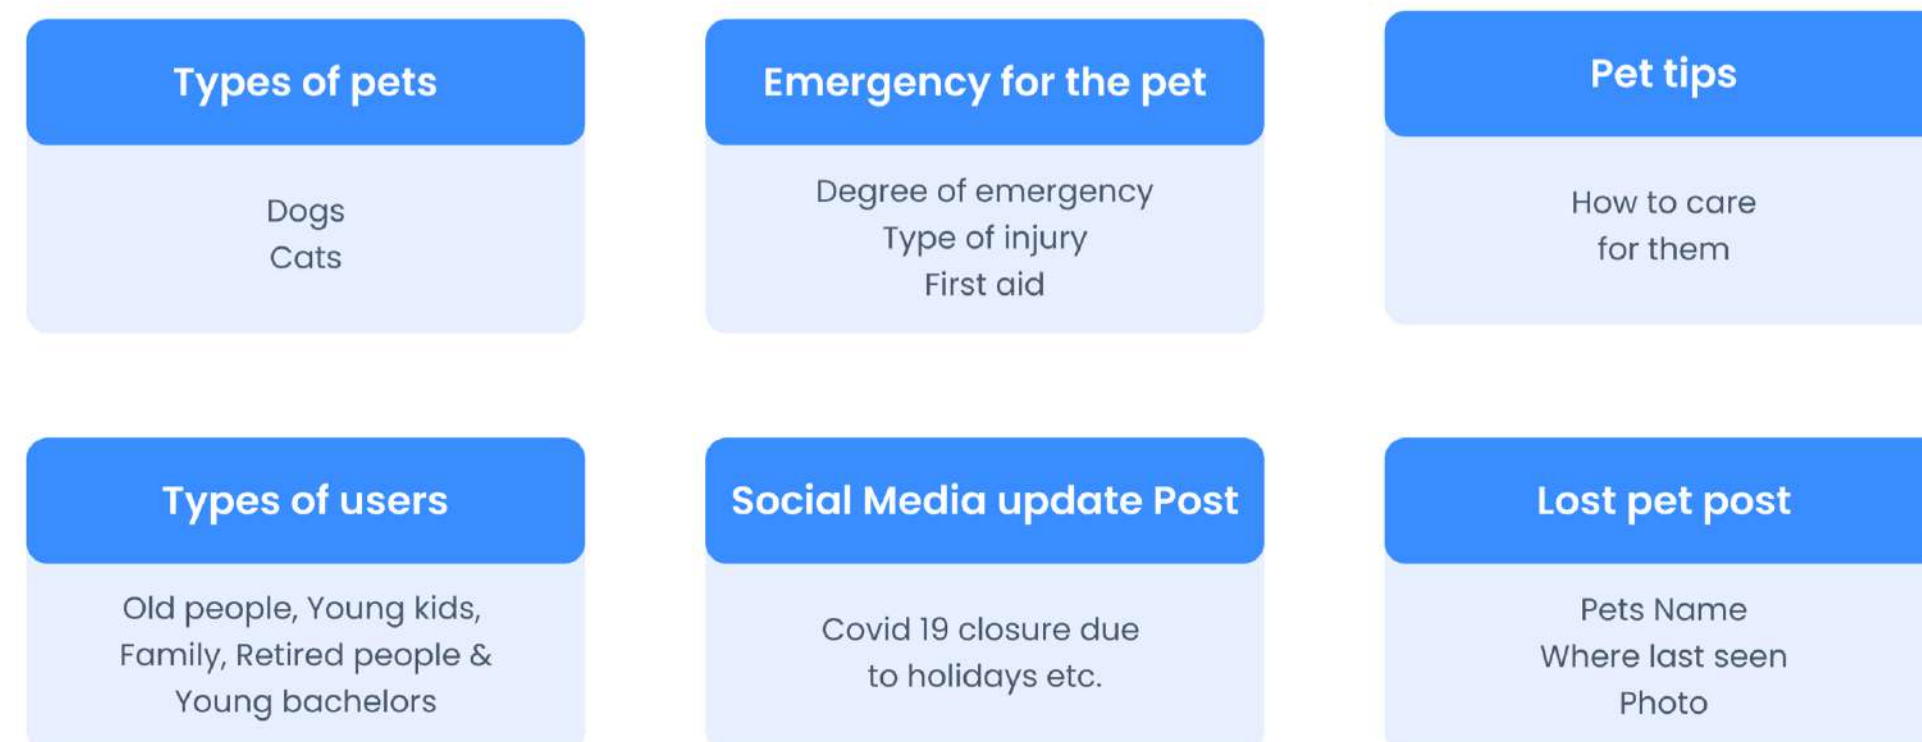 Types of pets
Dogs
Cats
Emergency for the pet
Degree of emergency
Type of injury
First aid
Pet tips
How to care
for them
Types of users
Old people, Young kids,
Family, Retired people &
Young bachelors
Social Media update Post
Covid 19 closure due
to holidays etc.
Lost pet post
Pets Name
Where last seen
Photo